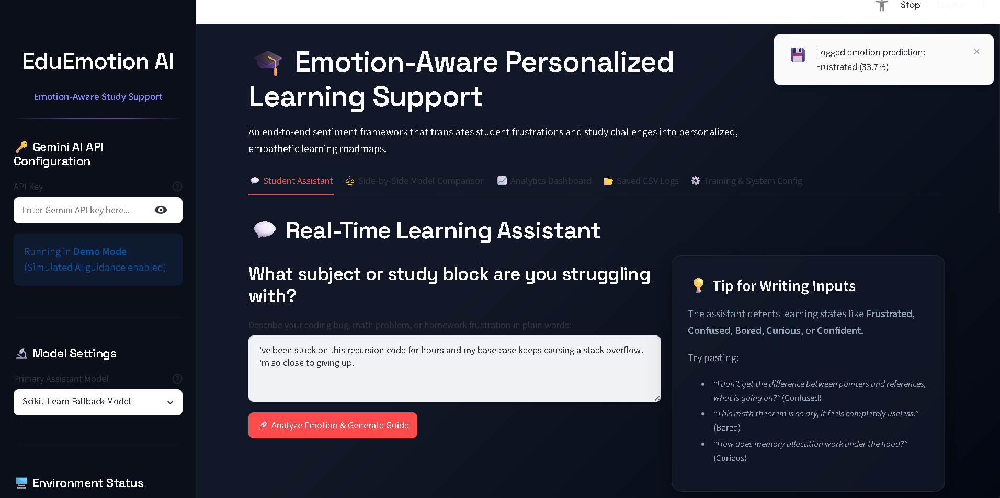 Stop
Deploy
EduEmotion AI
Emotion-Aware Study Support
Gemini AI API
Configuration
API Key
Enter Gemini API key here...
Running in Demo Mode
(Simulated AI guidance enabled)
Model Settings
Primary Assistant Model
Scikit-Learn Fallback Model
Environment Status
Logged emotion prediction:
Frustrated (33.7%)
Emotion-Aware Personalized
Learning Support
An end-to-end sentiment framework that translates student frustrations and study challenges into personalized,
empathetic learning roadmaps.
Student Assistant
Side-by-Side Model Comparison
Analytics Dashboard
Saved CSV Logs
Training & System Config
Real-Time Learning Assistant
What subject or study block are you struggling
with?
Describe your coding bug, math problem, or homework frustration in plain words:
I've been stuck on this recursion code for hours and my base case keeps causing a stack overflow!
I'm so close to giving up.
Analyze Emotion & Generate Guide
Tip for Writing Inputs
The assistant detects learning states like Frustrated,
Confused, Bored, Curious, or Confident.
Try pasting:
"I don't get the difference between pointers and references,
what is going on?" (Confused)
"This math theorem is so dry, it feels completely useless."
(Bored)
"How does memory allocation work under the hood?"
(Curious)